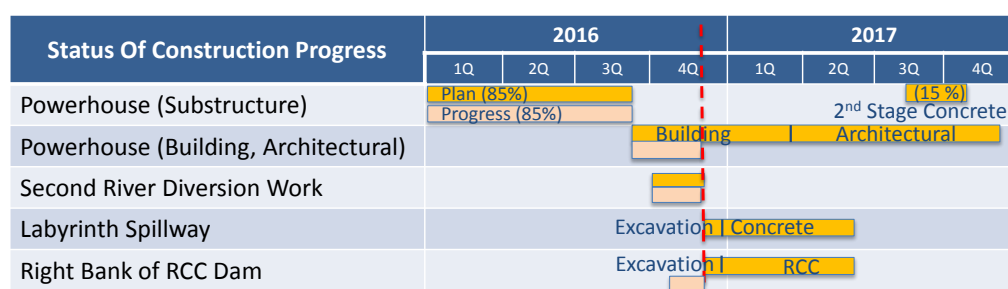 Status Of Construction Progress
2016
2017
1Q 2Q 3Q 4Q 1Q 2Q 3Q 4Q
Powerhouse (Substructure)
Plan (85%)
(15 %)
Progress (85%)
2nd Stage Concrete
Powerhouse (Building, Architectural)
Building | Architectural
Second River Diversion Work
Labyrinth Spillway
Excavation | Concrete
Right Bank of RCC Dam
Excavation | RCC